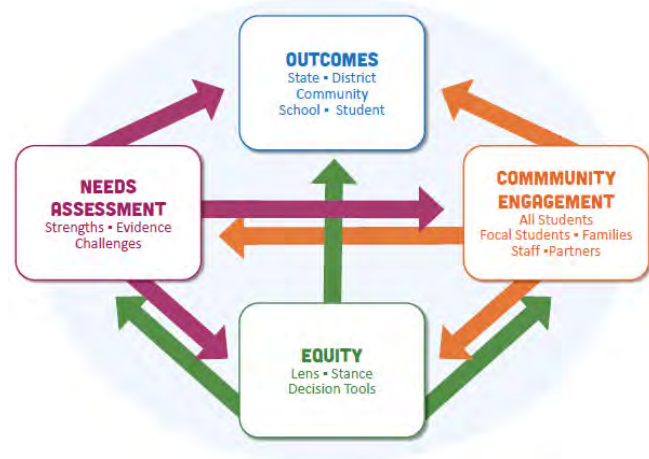 OUTCOMES
State ▪ District
Community
School ▪ Student
NEEDS
ASSESSMENT
Strengths ▪ Evidence
Challenges
COMMMUNITY
ENGAGEMENT
All Students
Focal Students ▪ Families
Staff ▪Partners
EQUITY
Lens ▪ Stance
Decision Tools